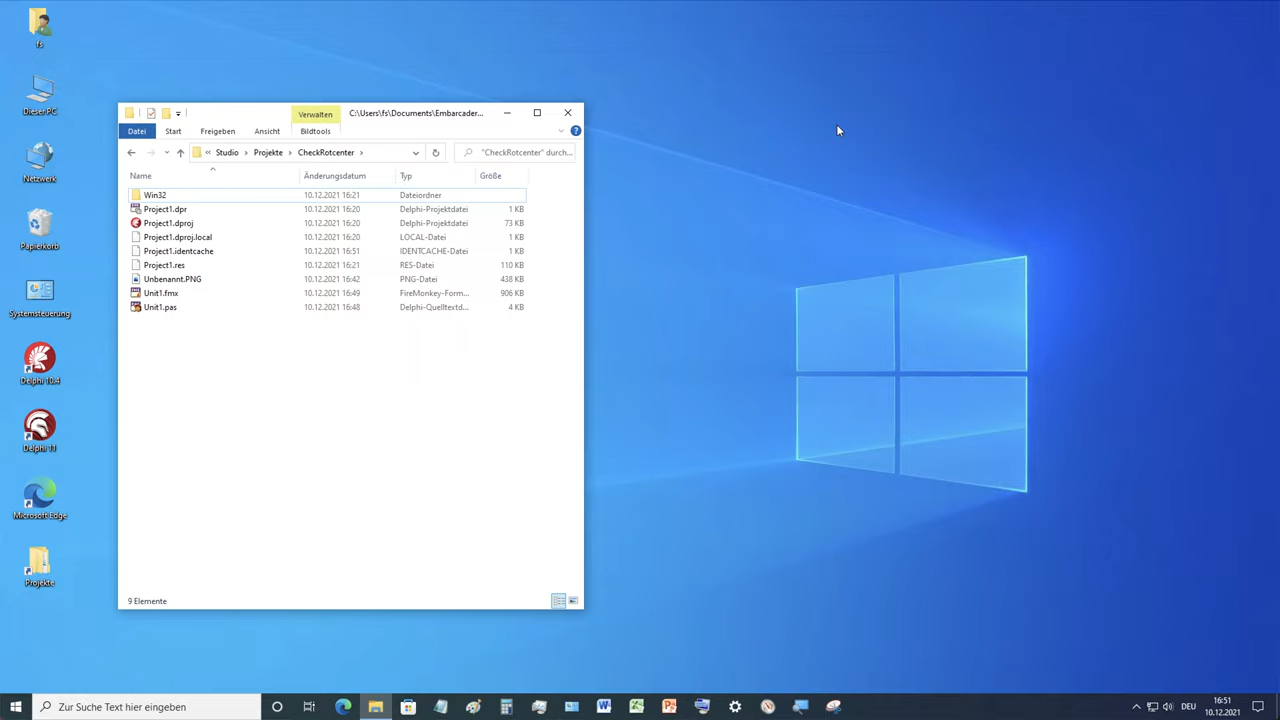 fs
Dieser PC
Netzwerk
Papierkorb
Systemsteuerung
Delphi 10.4
Delphi 11
Microsoft Edge
Projekte
Verwalten
C:\Users\fs\Documents\Embarcader...
Datei Start Freigeben Ansicht Bildtools
« Studio › Projekte › CheckRotcenter › "CheckRotcenter" durch...
Name Änderungsdatum Typ Größe
Win32 10.12.2021 16:21 Dateiordner
Project1.dpr 10.12.2021 16:20 Delphi-Projektdatei 1 KB
Project1.dproj 10.12.2021 16:20 Delphi-Projektdatei 73 KB
Project1.dproj.local 10.12.2021 16:20 LOCAL-Datei 1 KB
Project1.identcache 10.12.2021 16:51 IDENTCACHE-Datei 1 KB
Project1.res 10.12.2021 16:21 RES-Datei 110 KB
Unbenannt.PNG 10.12.2021 16:42 PNG-Datei 438 KB
Unit1.fmx 10.12.2021 16:49 FireMonkey-Form... 906 KB
Unit1.pas 10.12.2021 16:48 Delphi-Quelltextd... 4 KB
9 Elemente
Zur Suche Text hier eingeben
DEU
16:51
10.12.2021